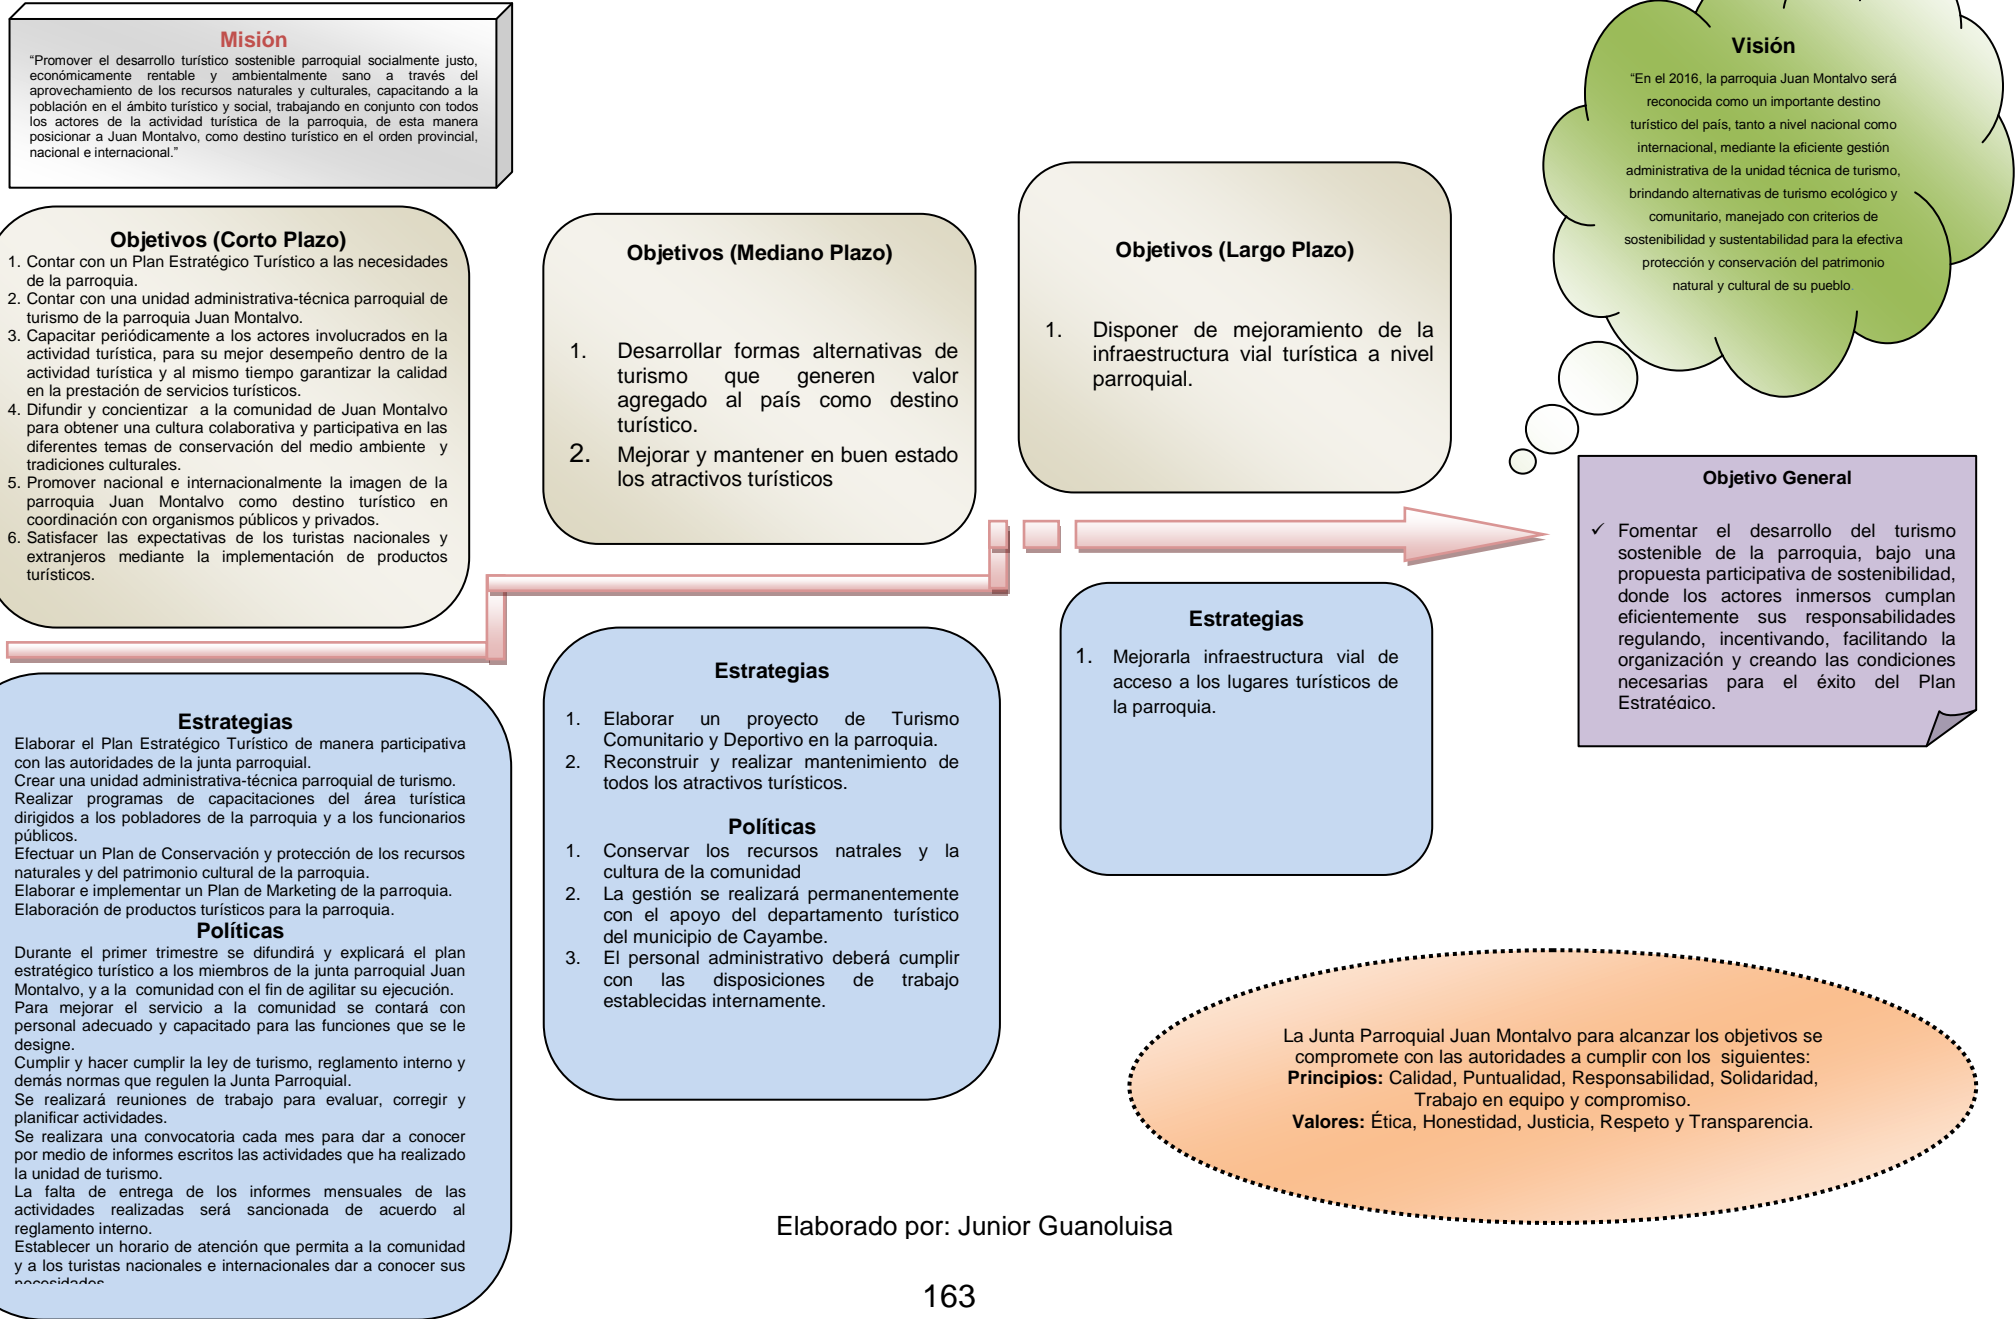 Misión
“Promover el desarrollo turístico sostenible parroquial socialmente justo,
económicamente rentable y ambientalmente sano a través del
aprovechamiento de los recursos naturales y culturales, capacitando a la
población en el ámbito turístico y social, trabajando en conjunto con todos
los actores de la actividad turística de la parroquia, de esta manera
posicionar a Juan Montalvo, como destino turístico en el orden provincial,
nacional e internacional.”
Visión
“En el 2016, la parroquia Juan Montalvo será
reconocida como un importante destino
turístico del país, tanto a nivel nacional como
internacional, mediante la eficiente gestión
administrativa de la unidad técnica de turismo,
brindando alternativas de turismo ecológico y
comunitario, manejado con criterios de
sostenibilidad y sustentabilidad para la efectiva
protección y conservación del patrimonio
natural y cultural de su pueblo.
Objetivos (Corto Plazo)
1. Contar con un Plan Estratégico Turístico a las necesidades
de la parroquia.
2. Contar con una unidad administrativa-técnica parroquial de
turismo de la parroquia Juan Montalvo.
3. Capacitar periódicamente a los actores involucrados en la
actividad turística, para su mejor desempeño dentro de la
actividad turística y al mismo tiempo garantizar la calidad
en la prestación de servicios turísticos.
4. Difundir y concientizar a la comunidad de Juan Montalvo
para obtener una cultura colaborativa y participativa en las
diferentes temas de conservación del medio ambiente y
tradiciones culturales.
5. Promover nacional e internacionalmente la imagen de la
parroquia Juan Montalvo como destino turístico en
coordinación con organismos públicos y privados.
6. Satisfacer las expectativas de los turistas nacionales y
extranjeros mediante la implementación de productos
turísticos.
Objetivos (Mediano Plazo)
1. Desarrollar formas alternativas de
turismo que generen valor
agregado al país como destino
turístico.
2. Mejorar y mantener en buen estado
los atractivos turísticos
Objetivos (Largo Plazo)
1. Disponer de mejoramiento de la
infraestructura vial turística a nivel
parroquial.
Objetivo General
✓ Fomentar el desarrollo del turismo
sostenible de la parroquia, bajo una
propuesta participativa de sostenibilidad,
donde los actores inmersos cumplan
eficientemente sus responsabilidades
regulando, incentivando, facilitando la
organización y creando las condiciones
necesarias para el éxito del Plan
Estratégico.
Estrategias
Elaborar el Plan Estratégico Turístico de manera participativa
con las autoridades de la junta parroquial.
Crear una unidad administrativa-técnica parroquial de turismo.
Realizar programas de capacitaciones del área turística
dirigidos a los pobladores de la parroquia y a los funcionarios
públicos.
Efectuar un Plan de Conservación y protección de los recursos
naturales y del patrimonio cultural de la parroquia.
Elaborar e implementar un Plan de Marketing de la parroquia.
Elaboración de productos turísticos para la parroquia.
Políticas
Durante el primer trimestre se difundirá y explicará el plan
estratégico turístico a los miembros de la junta parroquial Juan
Montalvo, y a la comunidad con el fin de agilitar su ejecución.
Para mejorar el servicio a la comunidad se contará con
personal adecuado y capacitado para las funciones que se le
designe.
Cumplir y hacer cumplir la ley de turismo, reglamento interno y
demás normas que regulen la Junta Parroquial.
Se realizará reuniones de trabajo para evaluar, corregir y
planificar actividades.
Se realizara una convocatoria cada mes para dar a conocer
por medio de informes escritos las actividades que ha realizado
la unidad de turismo.
La falta de entrega de los informes mensuales de las
actividades realizadas será sancionada de acuerdo al
reglamento interno.
Establecer un horario de atención que permita a la comunidad
y a los turistas nacionales e internacionales dar a conocer sus
necesidades
Estrategias
1. Elaborar un proyecto de Turismo
Comunitario y Deportivo en la parroquia.
2. Reconstruir y realizar mantenimiento de
todos los atractivos turísticos.
Políticas
1. Conservar los recursos natrales y la
cultura de la comunidad
2. La gestión se realizará permanentemente
con el apoyo del departamento turístico
del municipio de Cayambe.
3. El personal administrativo deberá cumplir
con las disposiciones de trabajo
establecidas internamente.
Estrategias
1. Mejorarla infraestructura vial de
acceso a los lugares turísticos de
la parroquia.
La Junta Parroquial Juan Montalvo para alcanzar los objetivos se
compromete con las autoridades a cumplir con los siguientes:
Principios: Calidad, Puntualidad, Responsabilidad, Solidaridad,
Trabajo en equipo y compromiso.
Valores: Ética, Honestidad, Justicia, Respeto y Transparencia.
Elaborado por: Junior Guanoluisa
163